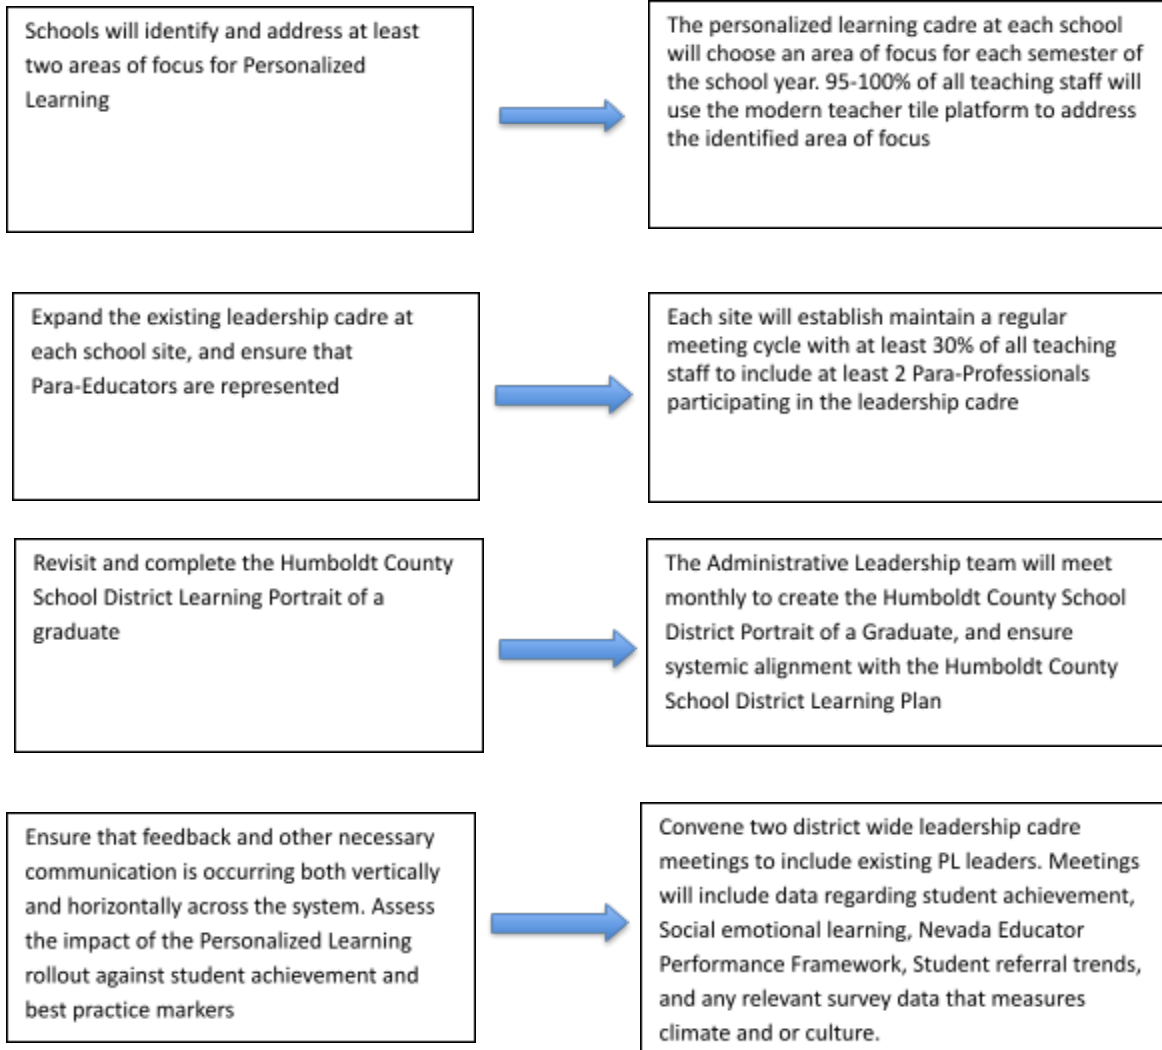 Schools will identify and address at least
two areas of focus for Personalized
Learning
The personalized learning cadre at each school
will choose an area of focus for each semester of
the school year. 95-100% of all teaching staff will
use the modern teacher tile platform to address
the identified area of focus
Expand the existing leadership cadre at
each school site, and ensure that
Para-Educators are represented
Each site will establish maintain a regular
meeting cycle with at least 30% of all teaching
staff to include at least 2 Para-Professionals
participating in the leadership cadre
Revisit and complete the Humboldt County
School District Learning Portrait of a
graduate
The Administrative Leadership team will meet
monthly to create the Humboldt County School
District Portrait of a Graduate, and ensure
systemic alignment with the Humboldt County
School District Learning Plan
Ensure that feedback and other necessary
communication is occurring both vertically
and horizontally across the system. Assess
the impact of the Personalized Learning
rollout against student achievement and
best practice markers
Convene two district wide leadership cadre
meetings to include existing PL leaders. Meetings
will include data regarding student achievement,
Social emotional learning, Nevada Educator
Performance Framework, Student referral trends,
and any relevant survey data that measures
climate and or culture.